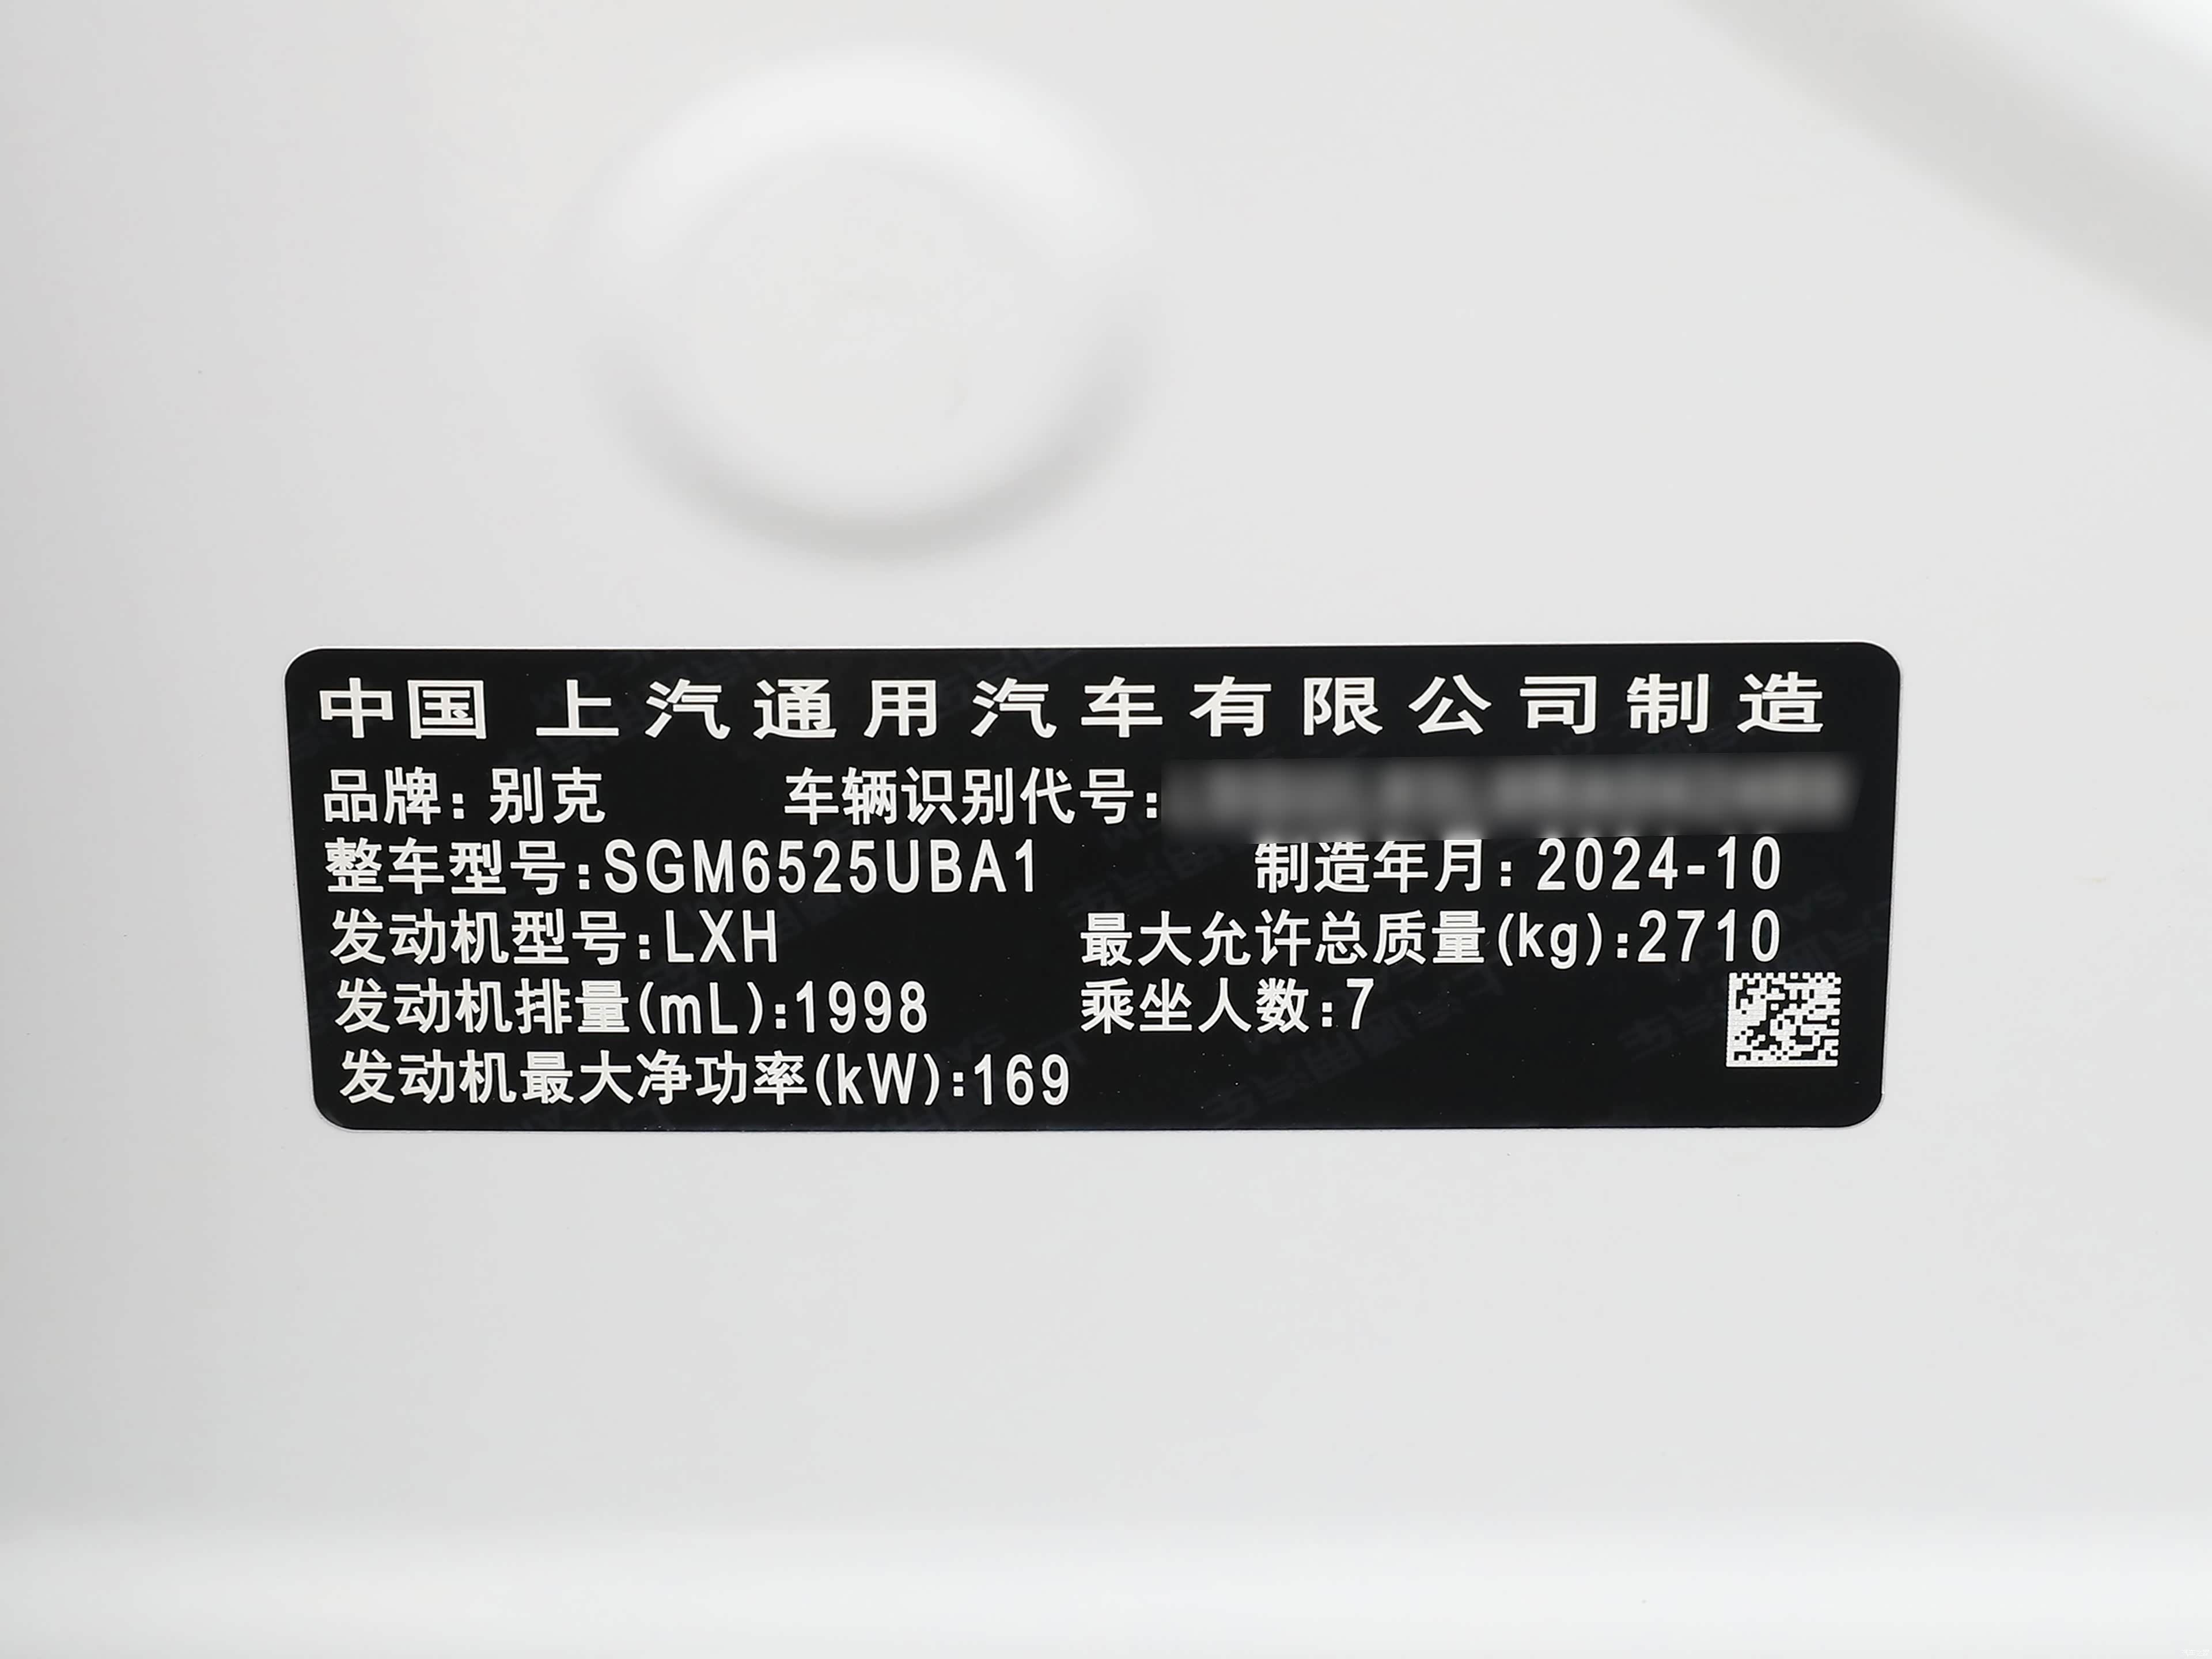 中国 上汽通用汽车有限公司制造
品牌:别克 车辆识别代号:
整车型号:SGM6525UBA1 制造年月:2024-10
发动机型号:LXH 最大允许总质量(kg):2710
发动机排量(mL):1998 乘坐人数:7
发动机最大净功率(kW):169